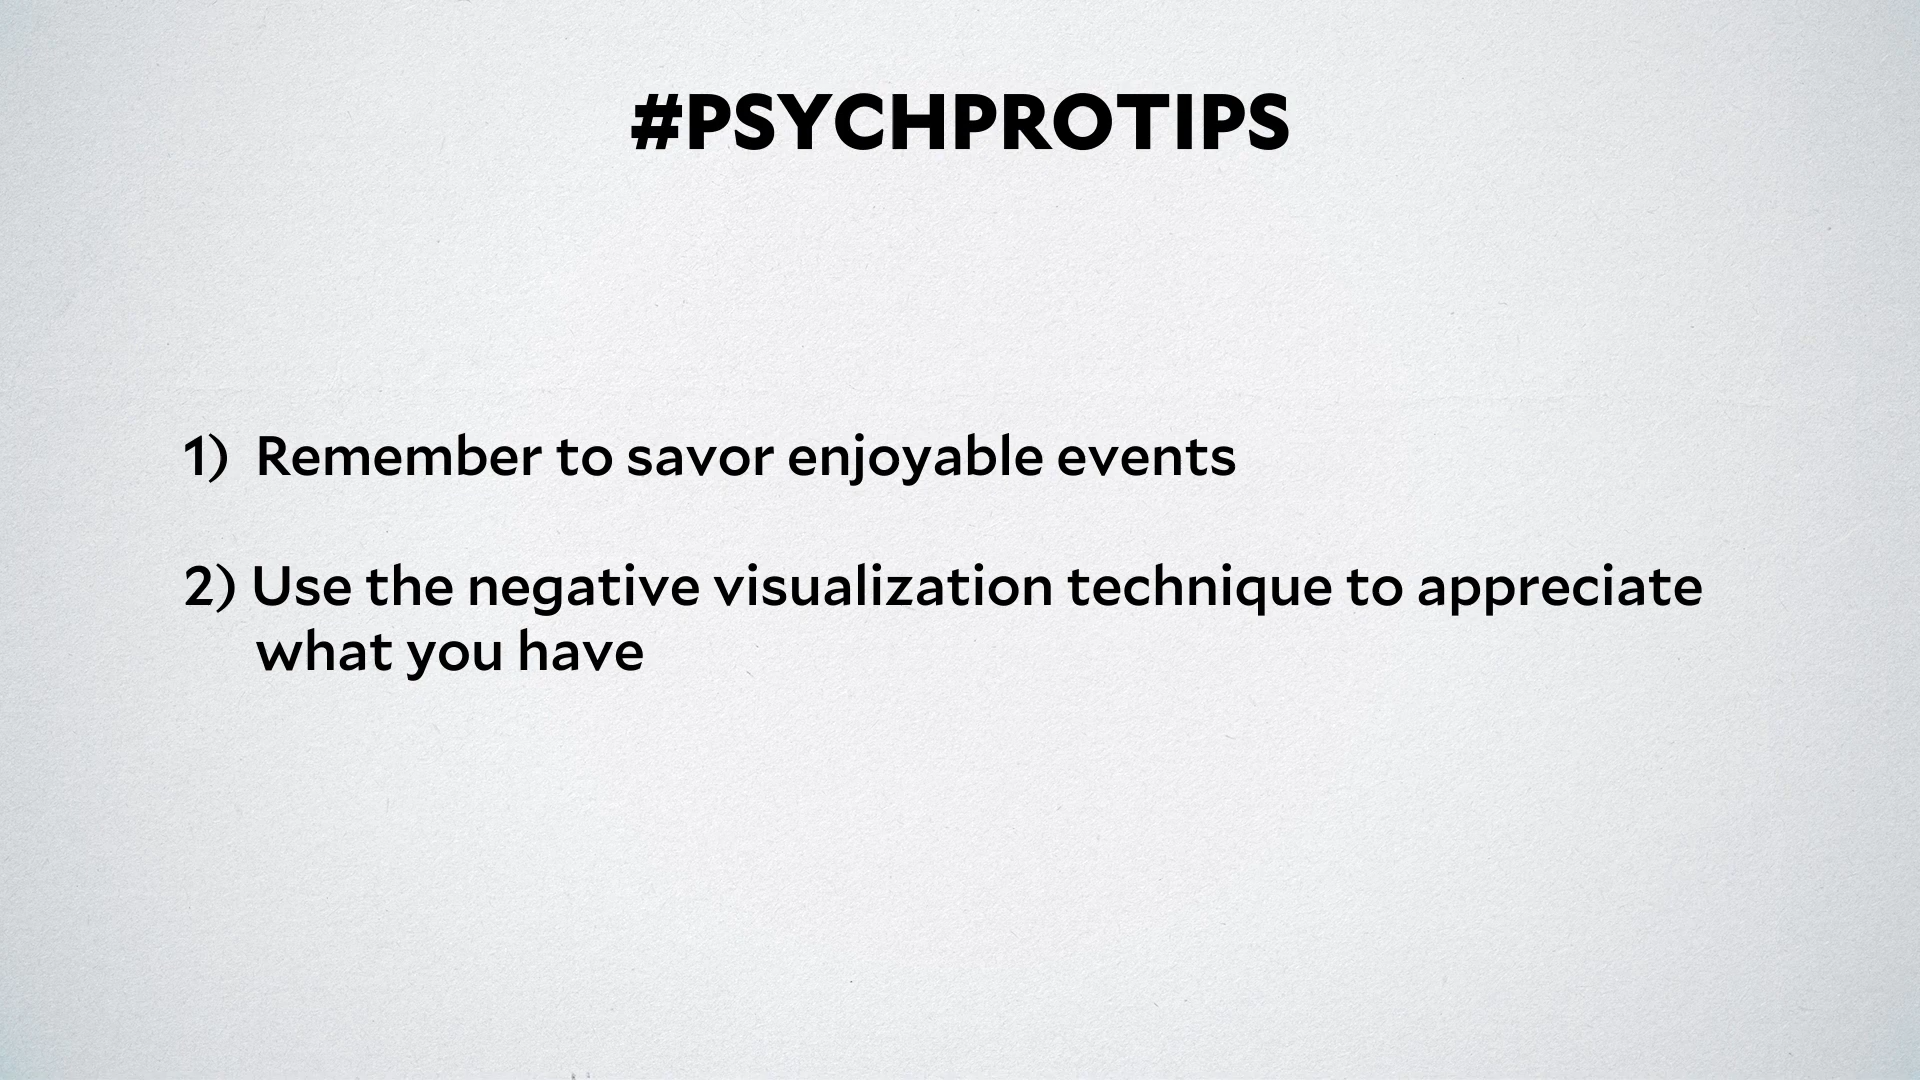 #PSYCHPROTIPS
1) Remember to savor enjoyable events
2) Use the negative visualization technique to appreciate
what you have